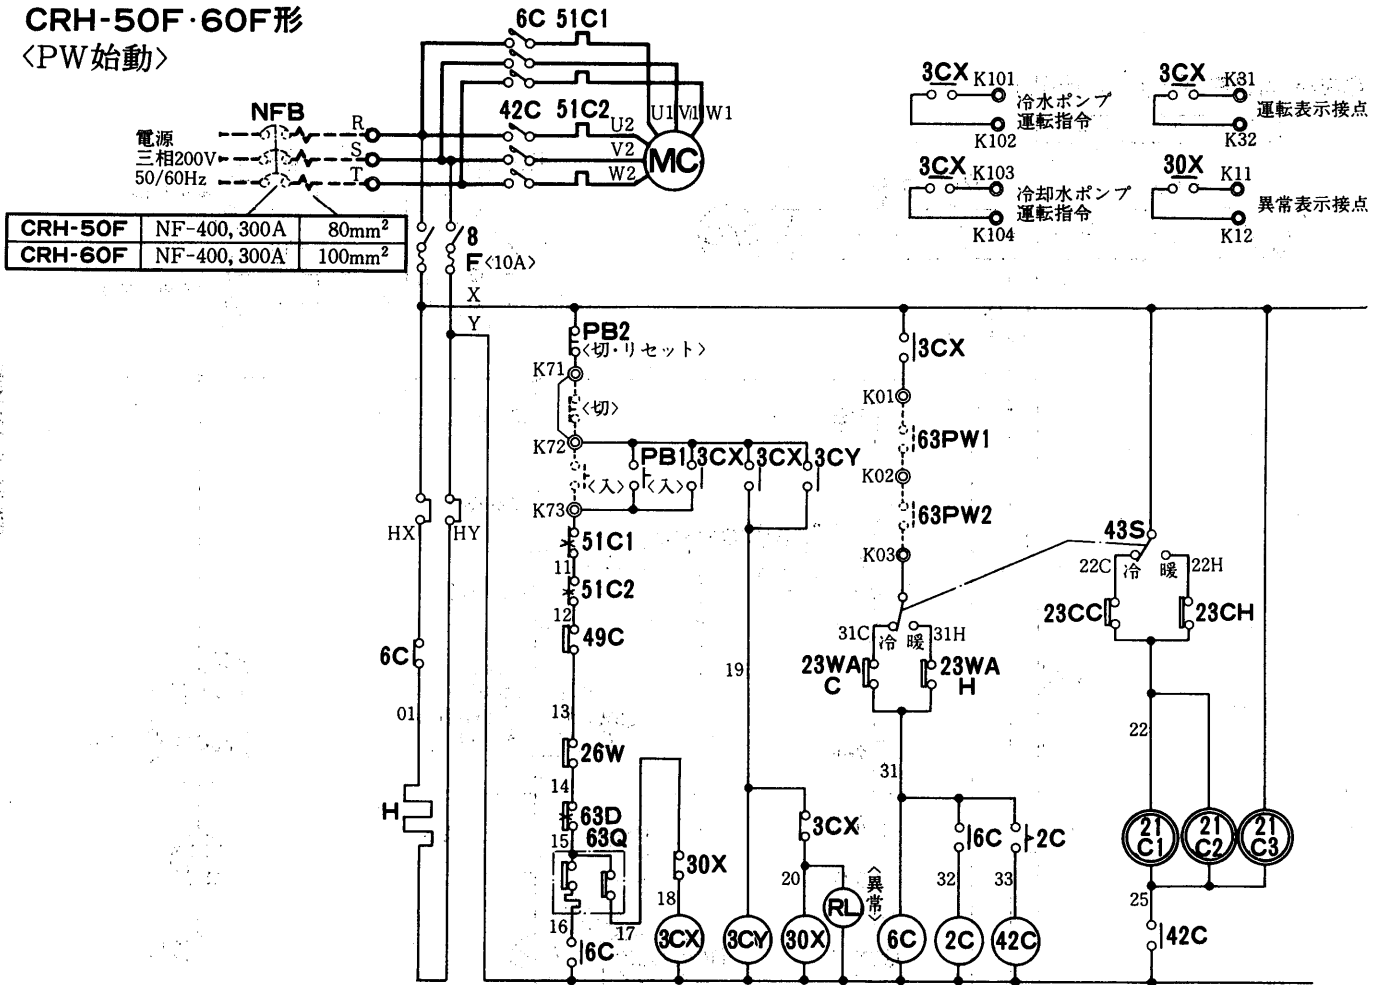 CRH-50F·60F形
〈PW始動〉
6C 51C1
42C 51C2
NFB
電源
三相200V
50/60Hz
R
S
T
U1 V1 W1
U2
V2
W2
MC
CRH-50F NF-400, 300A 80mm²
CRH-60F NF-400, 300A 100mm²
8
F〈10A〉
X
Y
3CX K101
冷水ポンプ
運転指令
K102
3CX K103
冷却水ポンプ
運転指令
K104
3CX K31
運転表示接点
K32
30X K11
異常表示接点
K12
HX
HY
6C
01
H
PB2
〈切·リセット〉
K71
〈切〉
K72
〈入〉
PB1
〈入〉
3CX
3CX
3CY
K73
51C1
11
51C2
12
49C
13
26W
14
63D
15
63Q
16
17
6C
30X
18
3CX
19
3CY
3CX
20
30X
RL
〈異常〉
3CX
K01
63PW1
K02
63PW2
K03
31C
冷 暖
31H
23WA
C
23WA
H
31
6C
2C
32
33
6C
2C
42C
43S
22C
冷 暖
22H
23CC
23CH
22
21
C1
21
C2
21
C3
25
42C